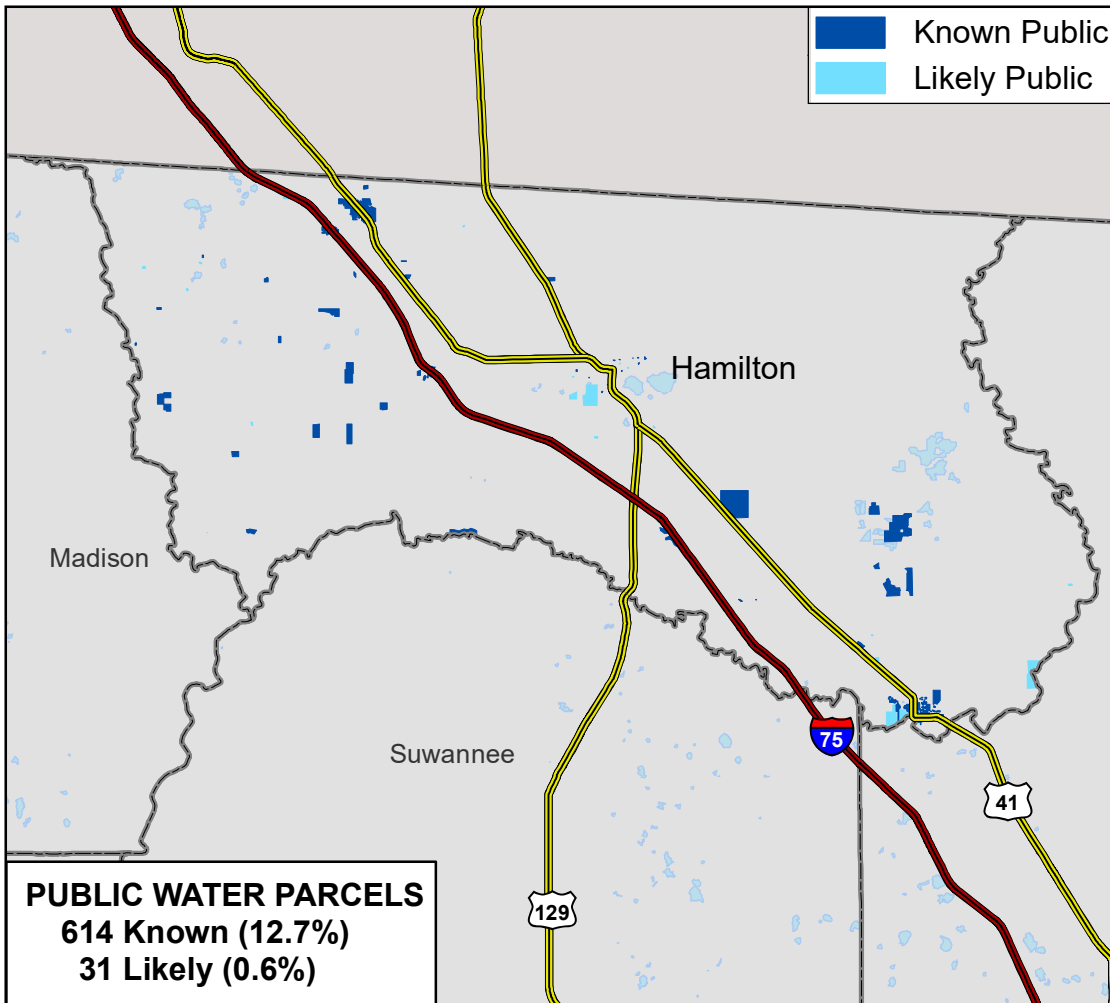 Known Public
Likely Public
Hamilton
Madison
Suwannee
75
41
129
PUBLIC WATER PARCELS
614 Known (12.7%)
31 Likely (0.6%)